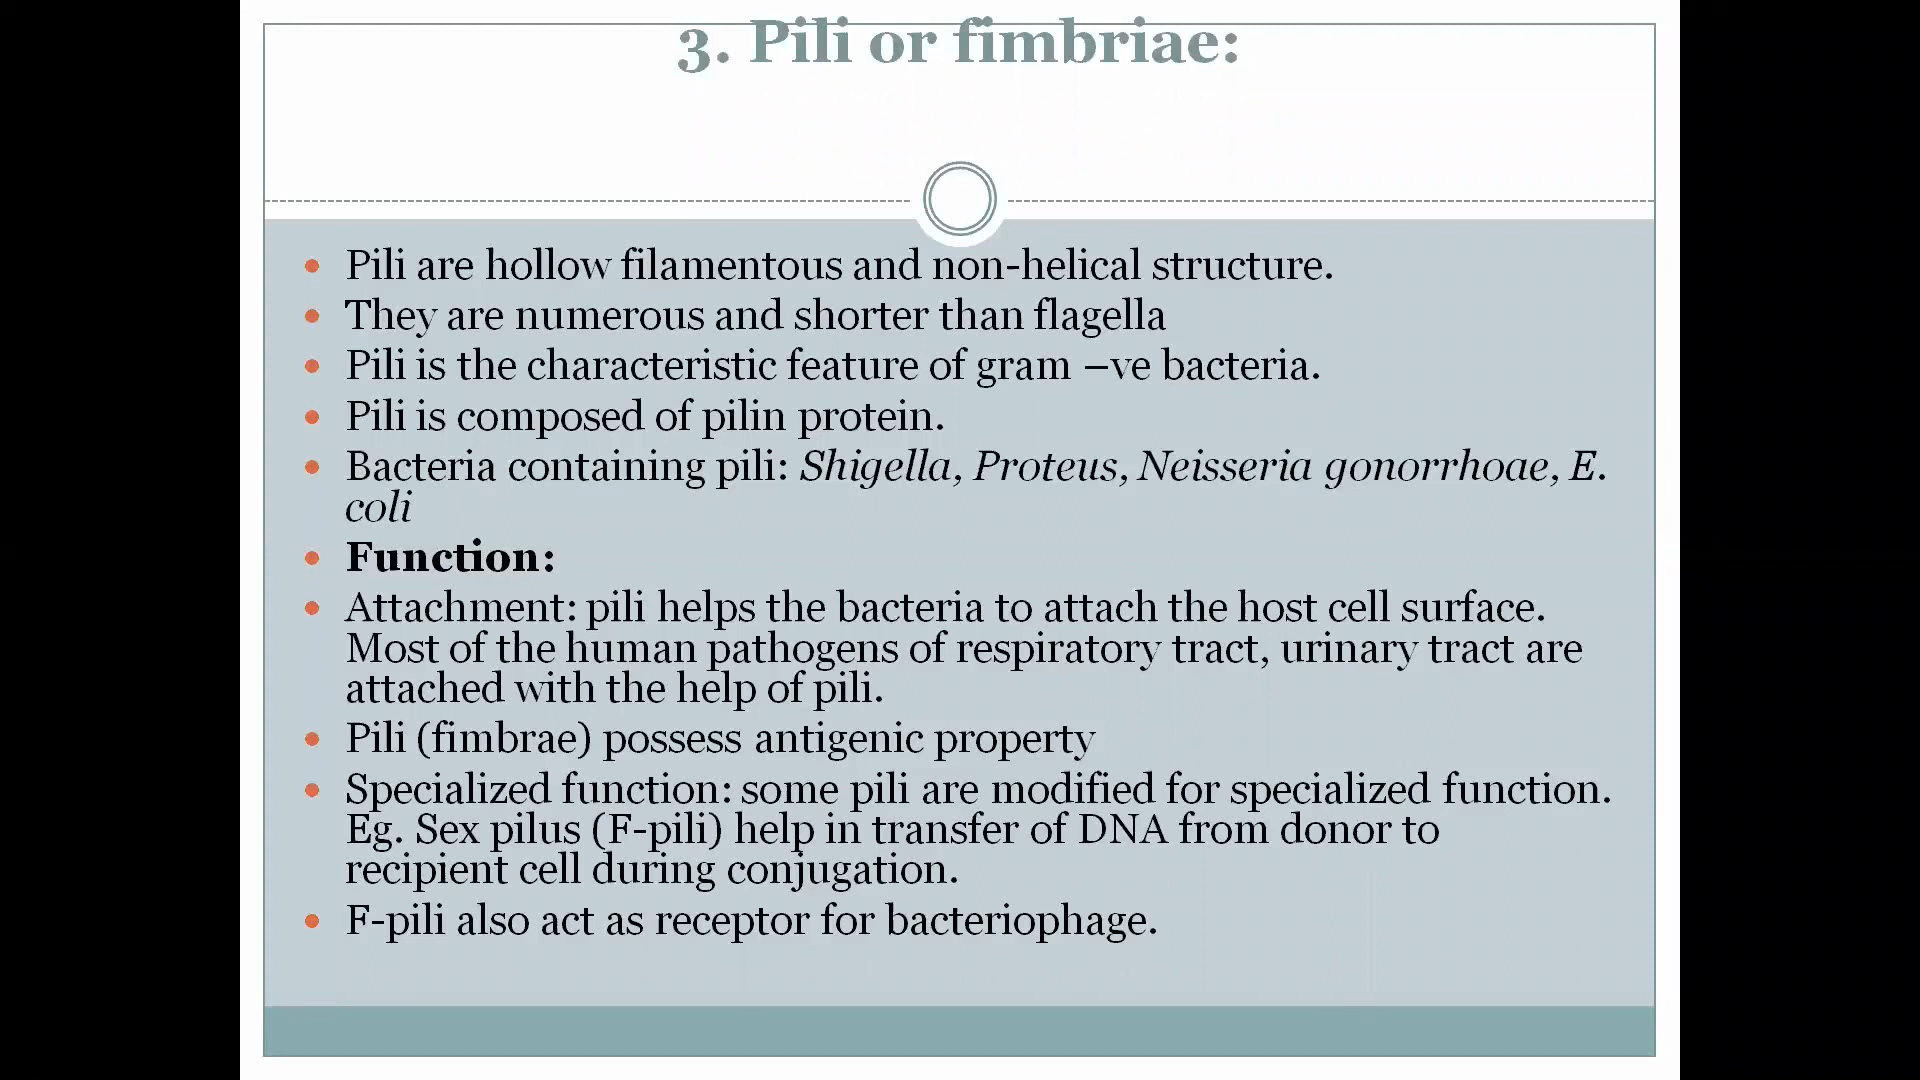 3. Pili or fimbriae:
Pili are hollow filamentous and non-helical structure.
They are numerous and shorter than flagella
Pili is the characteristic feature of gram –ve bacteria.
Pili is composed of pilin protein.
Bacteria containing pili: Shigella, Proteus, Neisseria gonorrhoae, E.
coli
Function:
Attachment: pili helps the bacteria to attach the host cell surface.
Most of the human pathogens of respiratory tract, urinary tract are
attached with the help of pili.
Pili (fimbrae) possess antigenic property
Specialized function: some pili are modified for specialized function.
Eg. Sex pilus (F-pili) help in transfer of DNA from donor to
recipient cell during conjugation.
F-pili also act as receptor for bacteriophage.